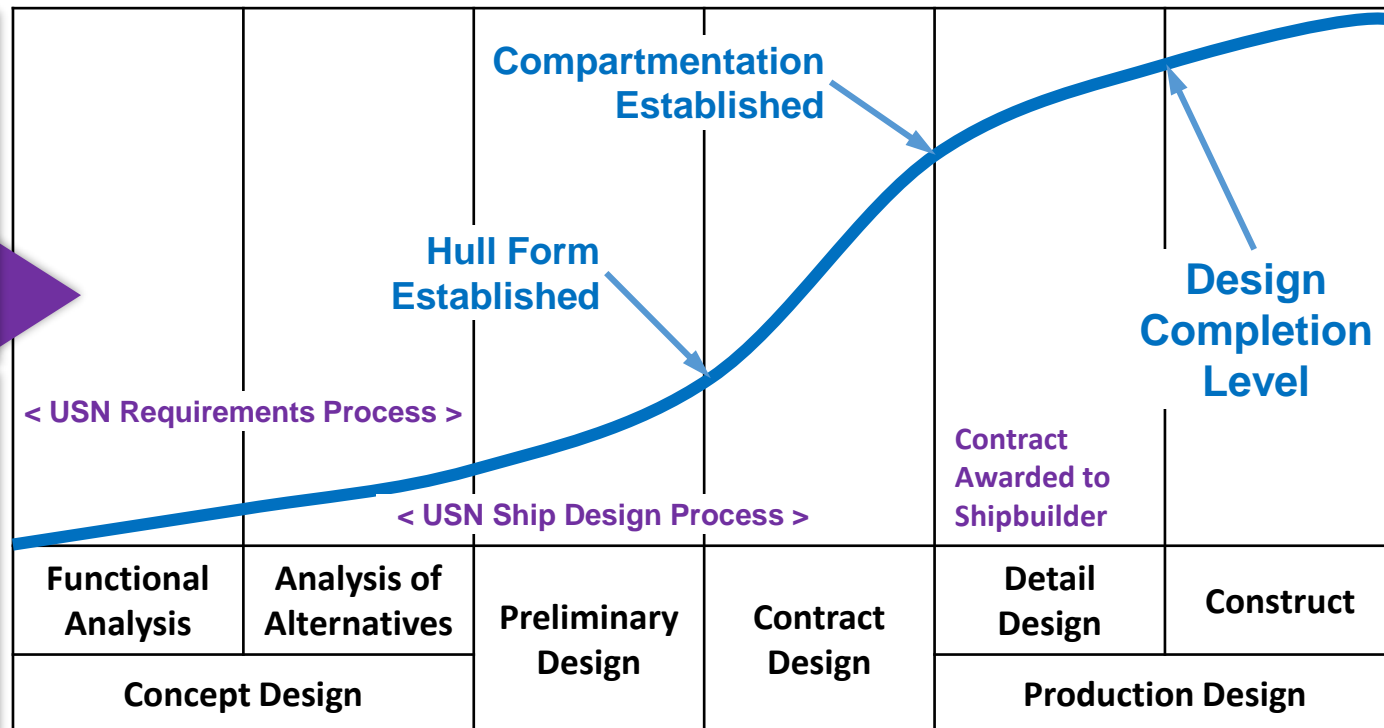 Compartmentation
Established
Hull Form
Established
Design
Completion
Level
< USN Requirements Process >
Contract
Awarded to
Shipbuilder
< USN Ship Design Process >
Functional
Analysis
Analysis of
Alternatives
Preliminary
Design
Contract
Design
Detail
Design
Construct
Concept Design
Production Design